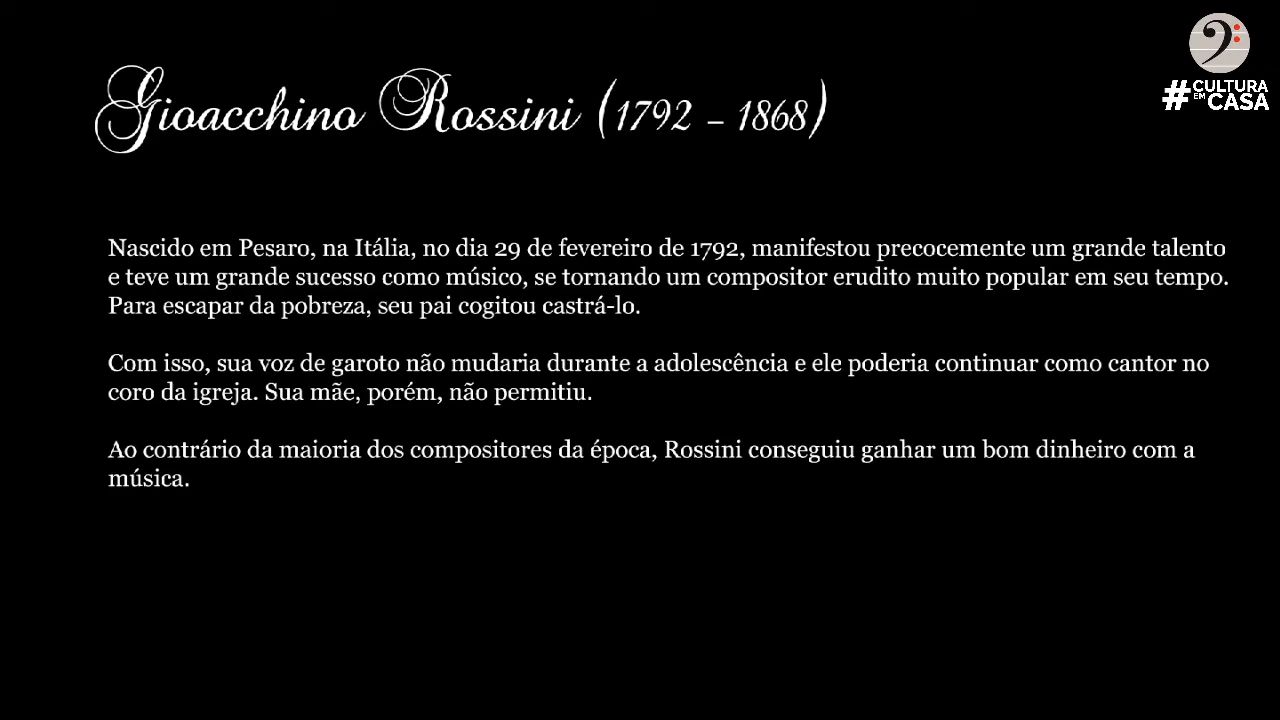 Gioacchino Rossini (1792 – 1868)
#CULTURA
EM CASA
Nascido em Pesaro, na Itália, no dia 29 de fevereiro de 1792, manifestou precocemente um grande talento
e teve um grande sucesso como músico, se tornando um compositor erudito muito popular em seu tempo.
Para escapar da pobreza, seu pai cogitou castrá-lo.
Com isso, sua voz de garoto não mudaria durante a adolescência e ele poderia continuar como cantor no
coro da igreja. Sua mãe, porém, não permitiu.
Ao contrário da maioria dos compositores da época, Rossini conseguiu ganhar um bom dinheiro com a
música.